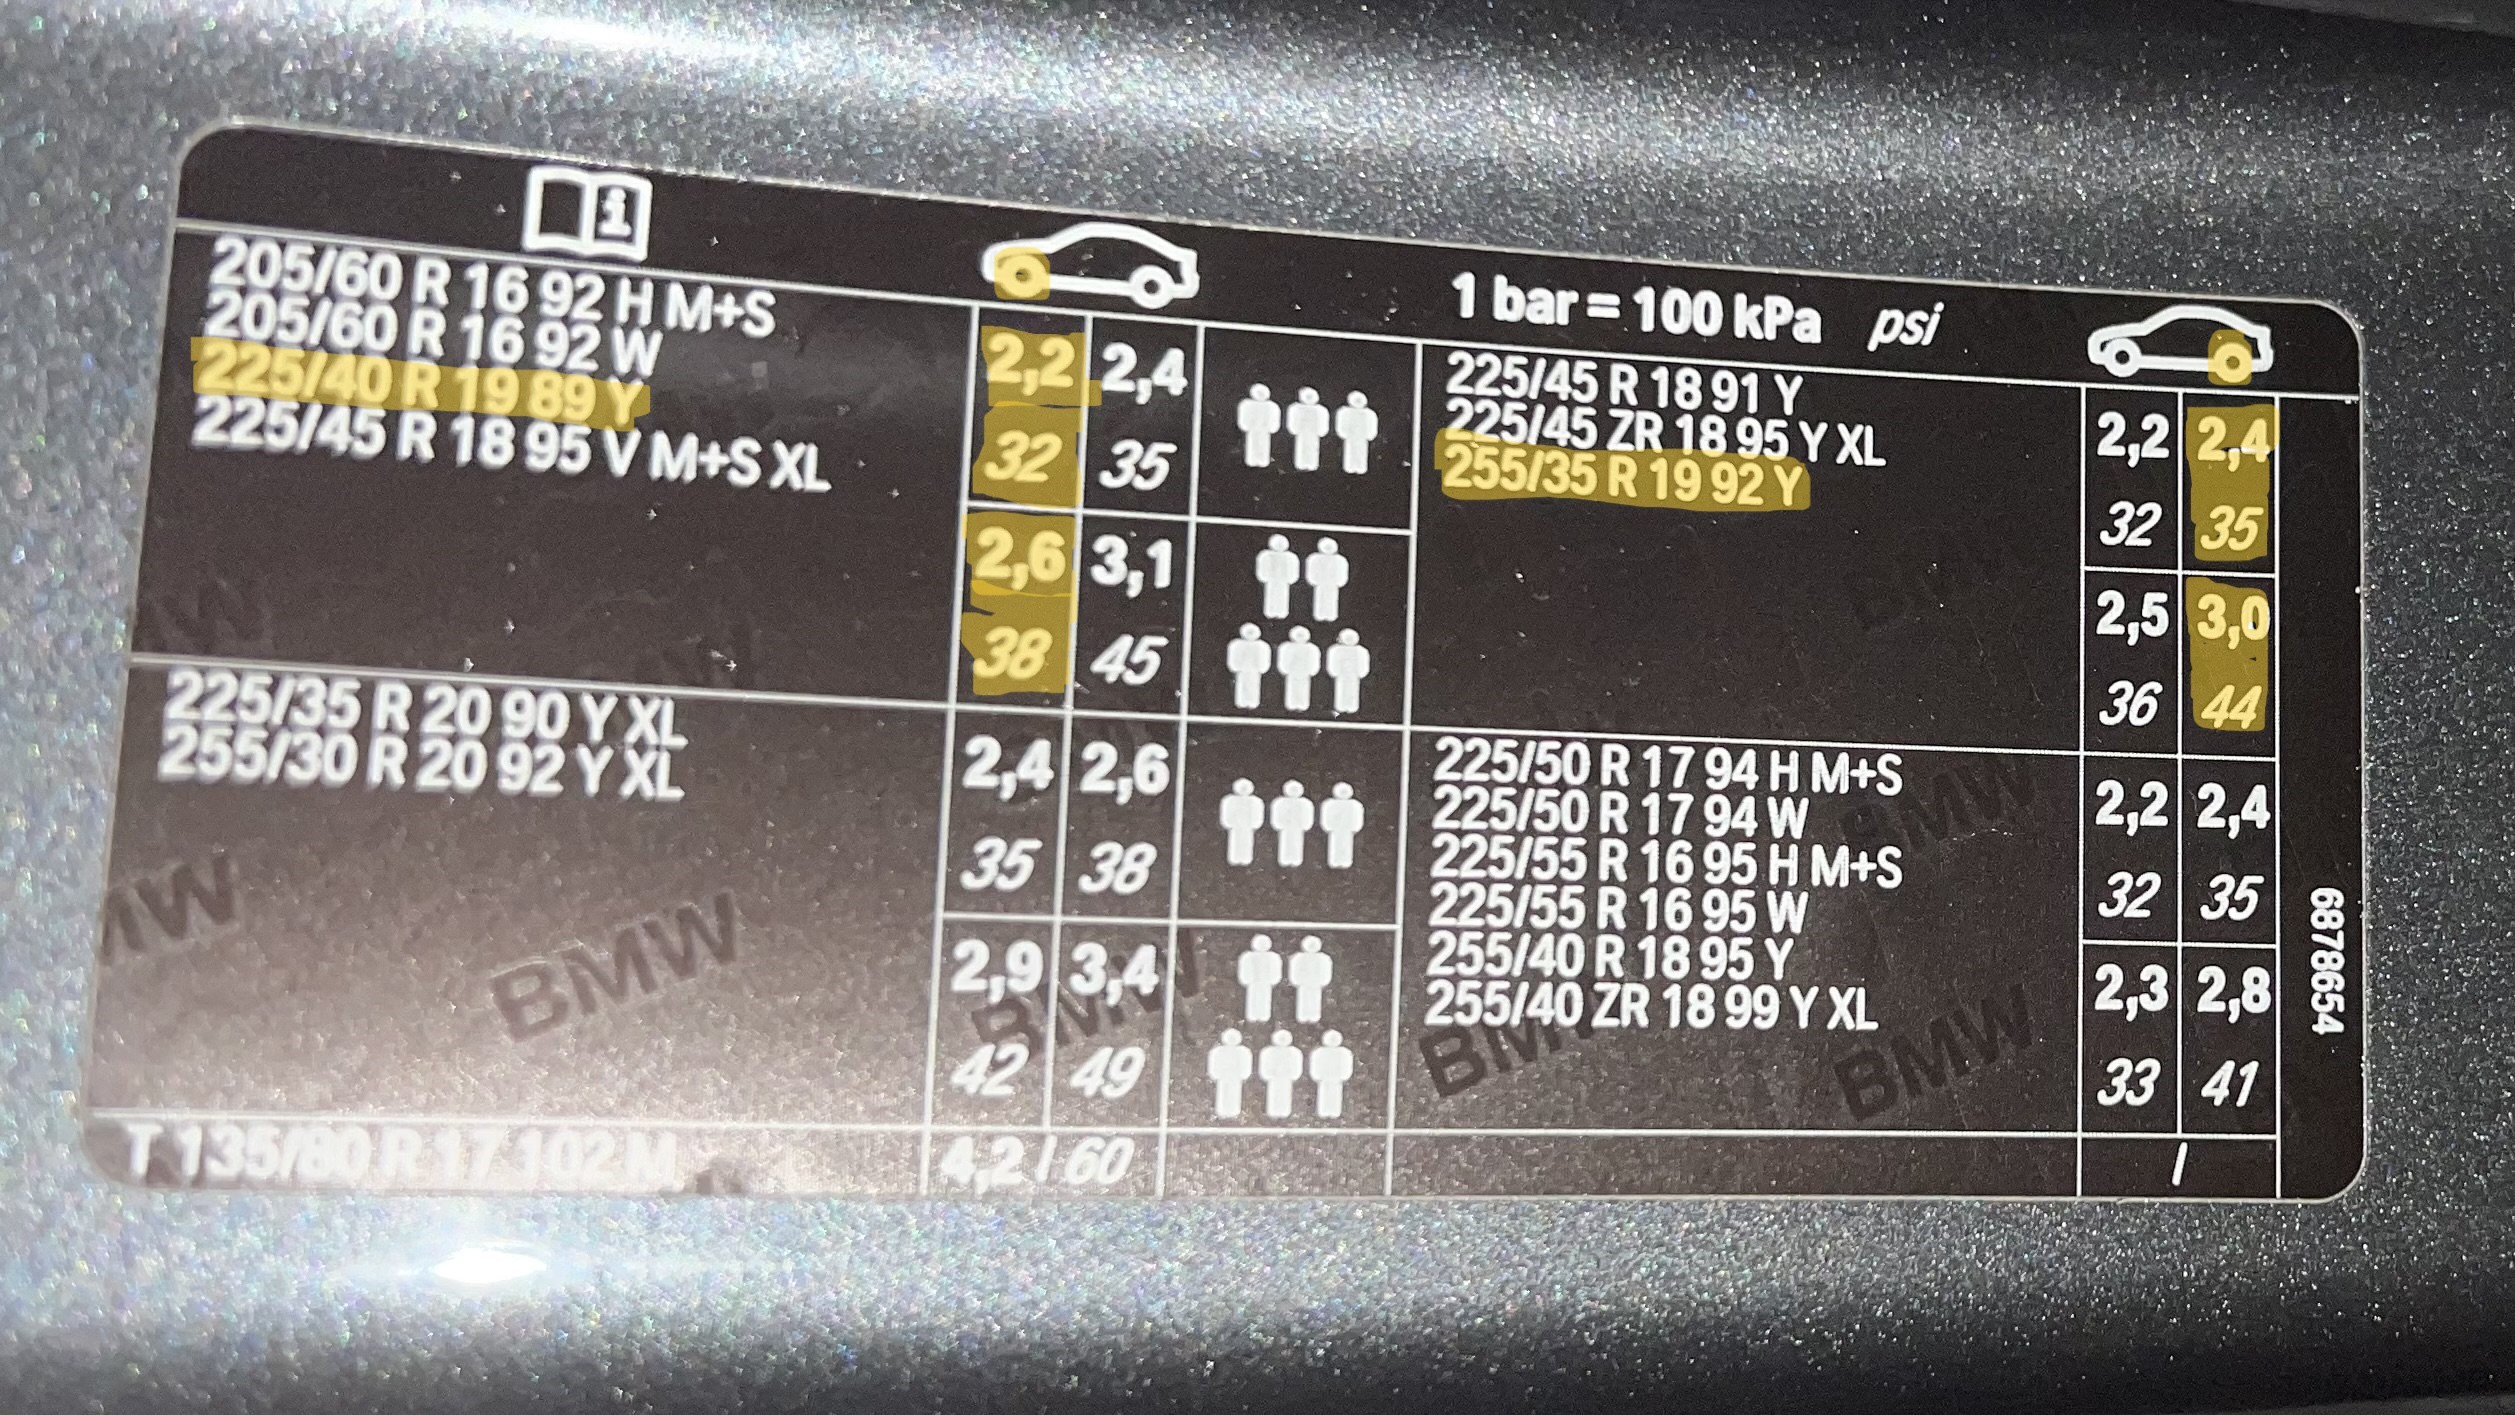 i
1 bar = 100 kPa psi
205/60 R 16 92 H M+S
205/60 R 16 92 W
225/40 R 19 89 Y
225/45 R 18 95 V M+S XL
2,2 2,4
32 35
2,6 3,1
38 45
225/45 R 18 91 Y
225/45 ZR 18 95 Y XL
255/35 R 19 92 Y
2,2 2,4
32 35
2,5 3,0
36 44
225/35 R 20 90 Y XL
255/30 R 20 92 Y XL
2,4 2,6
35 38
2,9 3,4
42 49
225/50 R 17 94 H M+S
225/50 R 17 94 W
225/55 R 16 95 H M+S
225/55 R 16 95 W
255/40 R 18 95 Y
255/40 ZR 18 99 Y XL
2,2 2,4
32 35
2,3 2,8
33 41
T 135/80 R 17 102 M
4,2 / 60
/
6878654
BMW
BMW
BMW
BMW
BMW